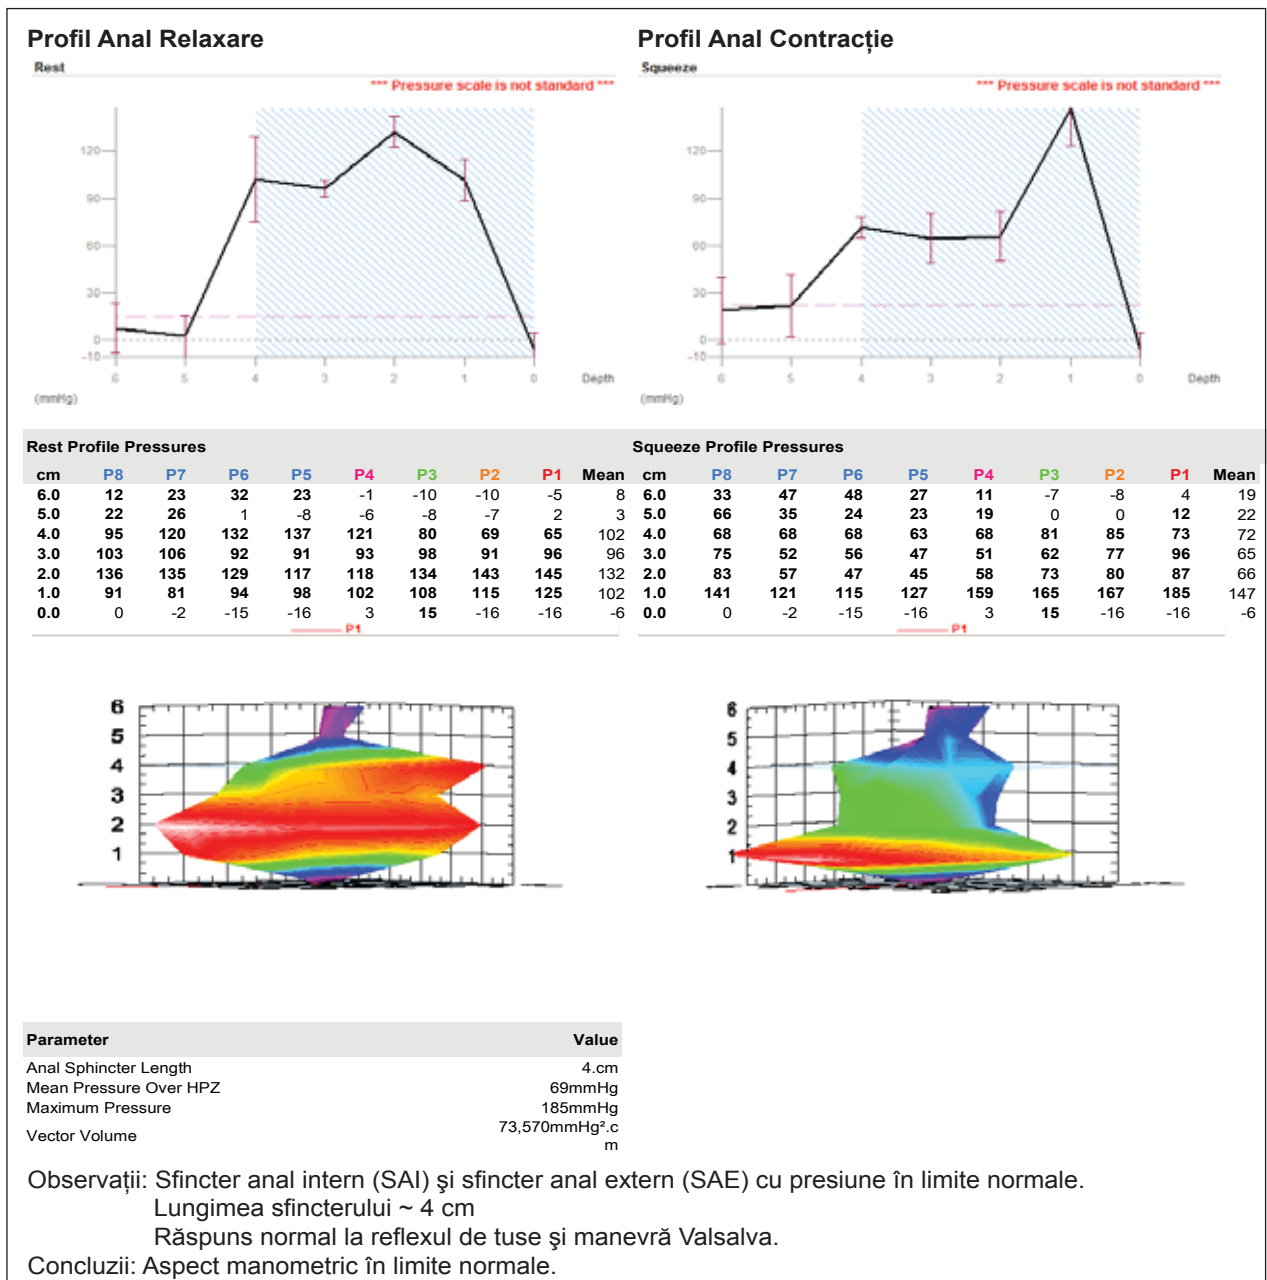 Profil Anal Relaxare
Rest
*** Pressure scale is not standard ***
120
90
60
30
0
-10
6 5 4 3 2 1 0 Depth
(mmHg)
Profil Anal Contracție
Squeeze
*** Pressure scale is not standard ***
120
90
60
30
0
-10
6 5 4 3 2 1 0 Depth
(mmHg)
Rest Profile Pressures
cm P8 P7 P6 P5 P4 P3 P2 P1 Mean
6.0 12 23 32 23 -1 -10 -10 -5 8
5.0 22 26 1 -8 -6 -8 -7 2 3
4.0 95 120 132 137 121 80 69 65 102
3.0 103 106 92 91 93 98 91 96 96
2.0 136 135 129 117 118 134 143 145 132
1.0 91 81 94 98 102 108 115 125 102
0.0 0 -2 -15 -16 3 15 -16 -16 -6
P1
Squeeze Profile Pressures
cm P8 P7 P6 P5 P4 P3 P2 P1 Mean
6.0 33 47 48 27 11 -7 -8 4 19
5.0 66 35 24 23 19 0 0 12 22
4.0 68 68 68 63 68 81 85 73 72
3.0 75 52 56 47 51 62 77 96 65
2.0 83 57 47 45 58 73 80 87 66
1.0 141 121 115 127 159 165 167 185 147
0.0 0 -2 -15 -16 3 15 -16 -16 -6
P1
6
5
4
3
2
1
6
5
4
3
2
1
Parameter Value
Anal Sphincter Length 4.cm
Mean Pressure Over HPZ 69mmHg
Maximum Pressure 185mmHg
Vector Volume 73,570mmHg².c
m
Observații: Sfincter anal intern (SAI) şi sfincter anal extern (SAE) cu presiune în limite normale.
Lungimea sfincterului ~ 4 cm
Răspuns normal la reflexul de tuse şi manevră Valsalva.
Concluzii: Aspect manometric în limite normale.